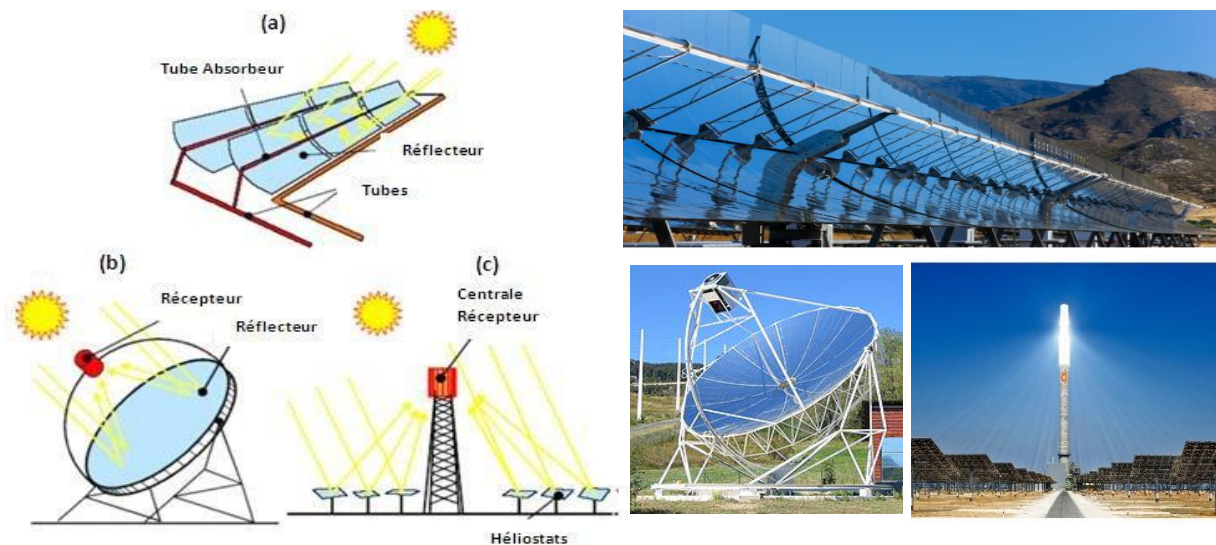 (a)
Tube Absorbeur
Réflecteur
Tubes
(b)
Récepteur
Réflecteur
(c)
Centrale
Récepteur
Héliostats